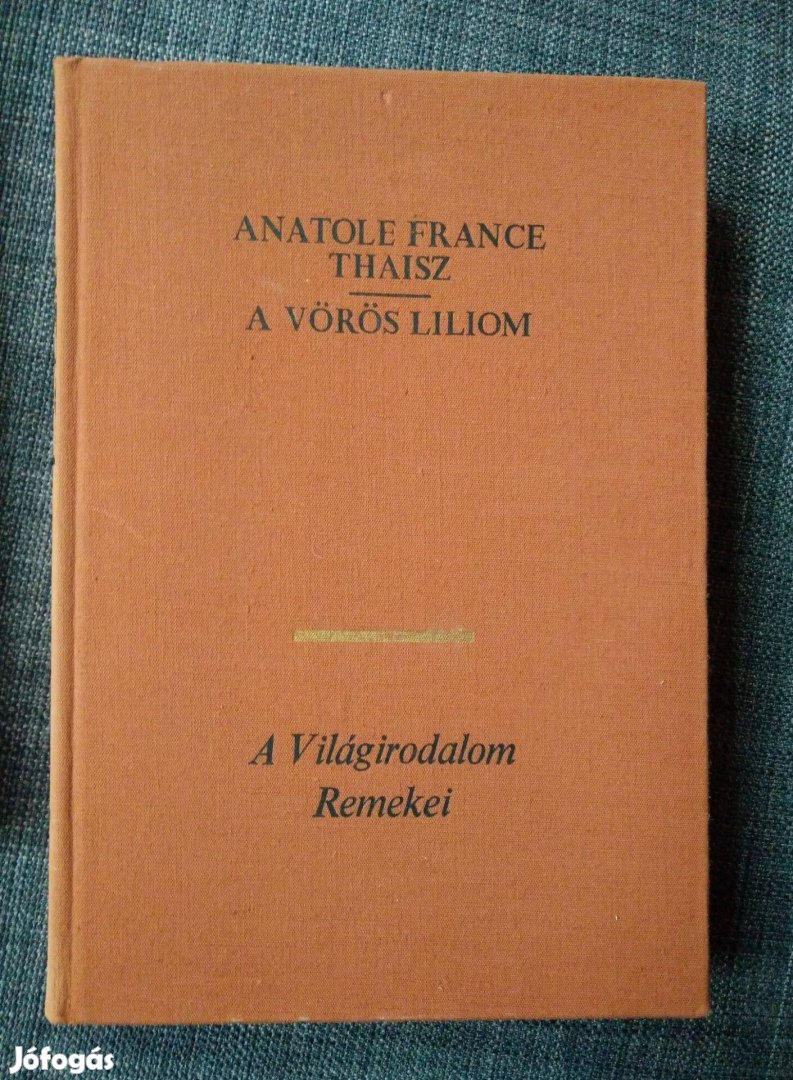 ANATOLE FRANCE
THAISZ
A VÖRÖS LILIOM
A Világirodalom
Remekei
Jófogás